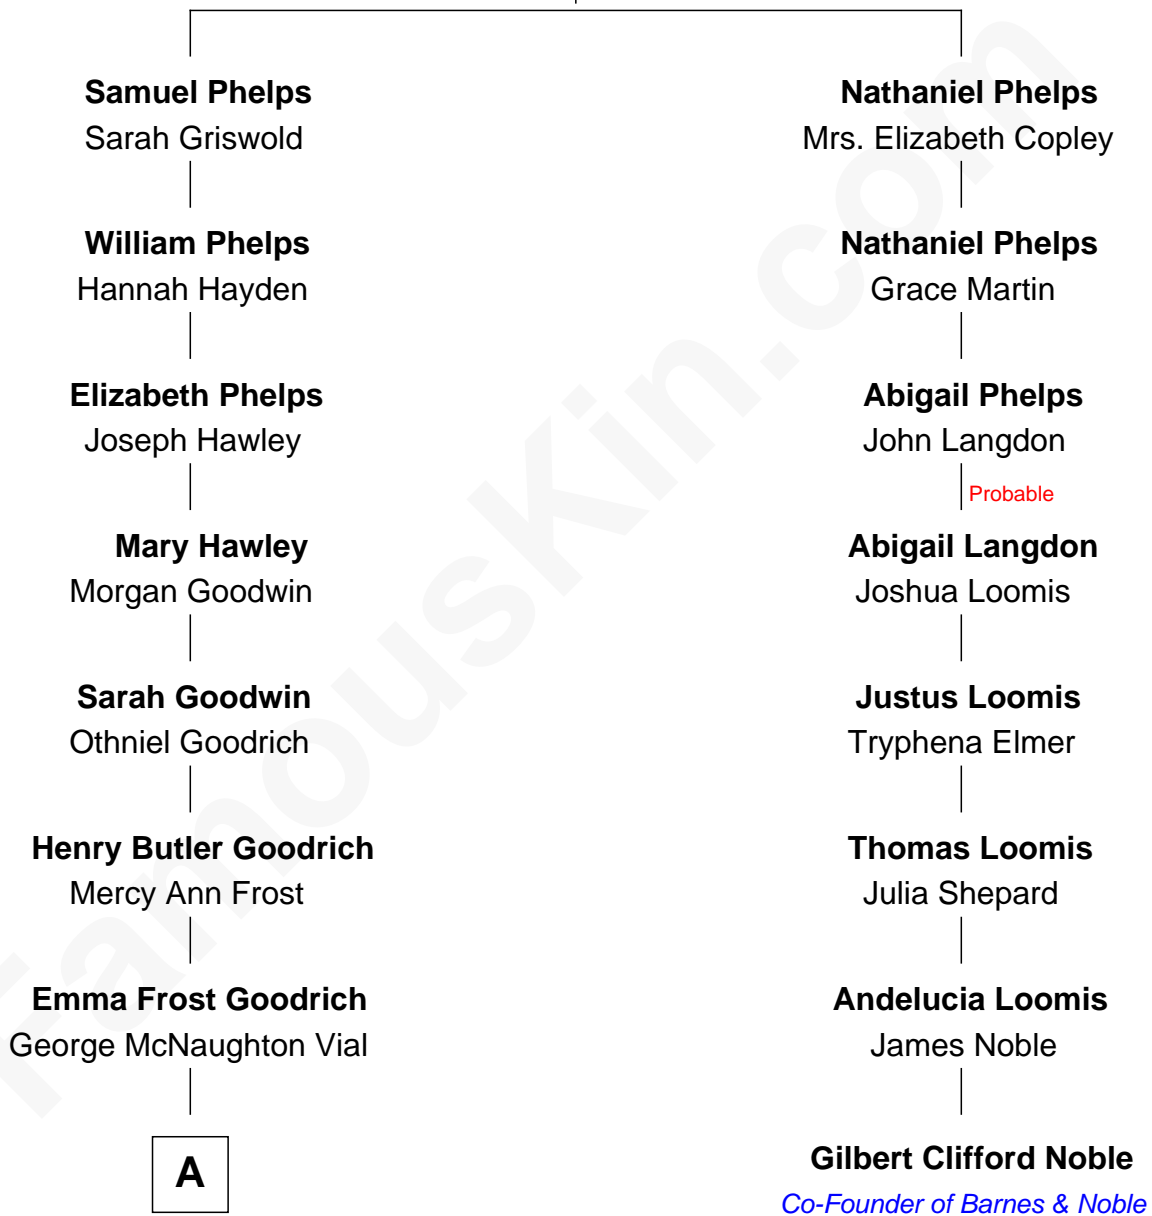 Samuel Phelps
Sarah Griswold
William Phelps
Hannah Hayden
Elizabeth Phelps
Joseph Hawley
Mary Hawley
Morgan Goodwin
Sarah Goodwin
Othniel Goodrich
Henry Butler Goodrich
Mercy Ann Frost
Emma Frost Goodrich
George McNaughton Vial
A
Nathaniel Phelps
Mrs. Elizabeth Copley
Nathaniel Phelps
Grace Martin
Abigail Phelps
John Langdon
Probable
Abigail Langdon
Joshua Loomis
Justus Loomis
Tryphena Elmer
Thomas Loomis
Julia Shepard
Andelucia Loomis
James Noble
Gilbert Clifford Noble
Co-Founder of Barnes & Noble
FamousKin.com